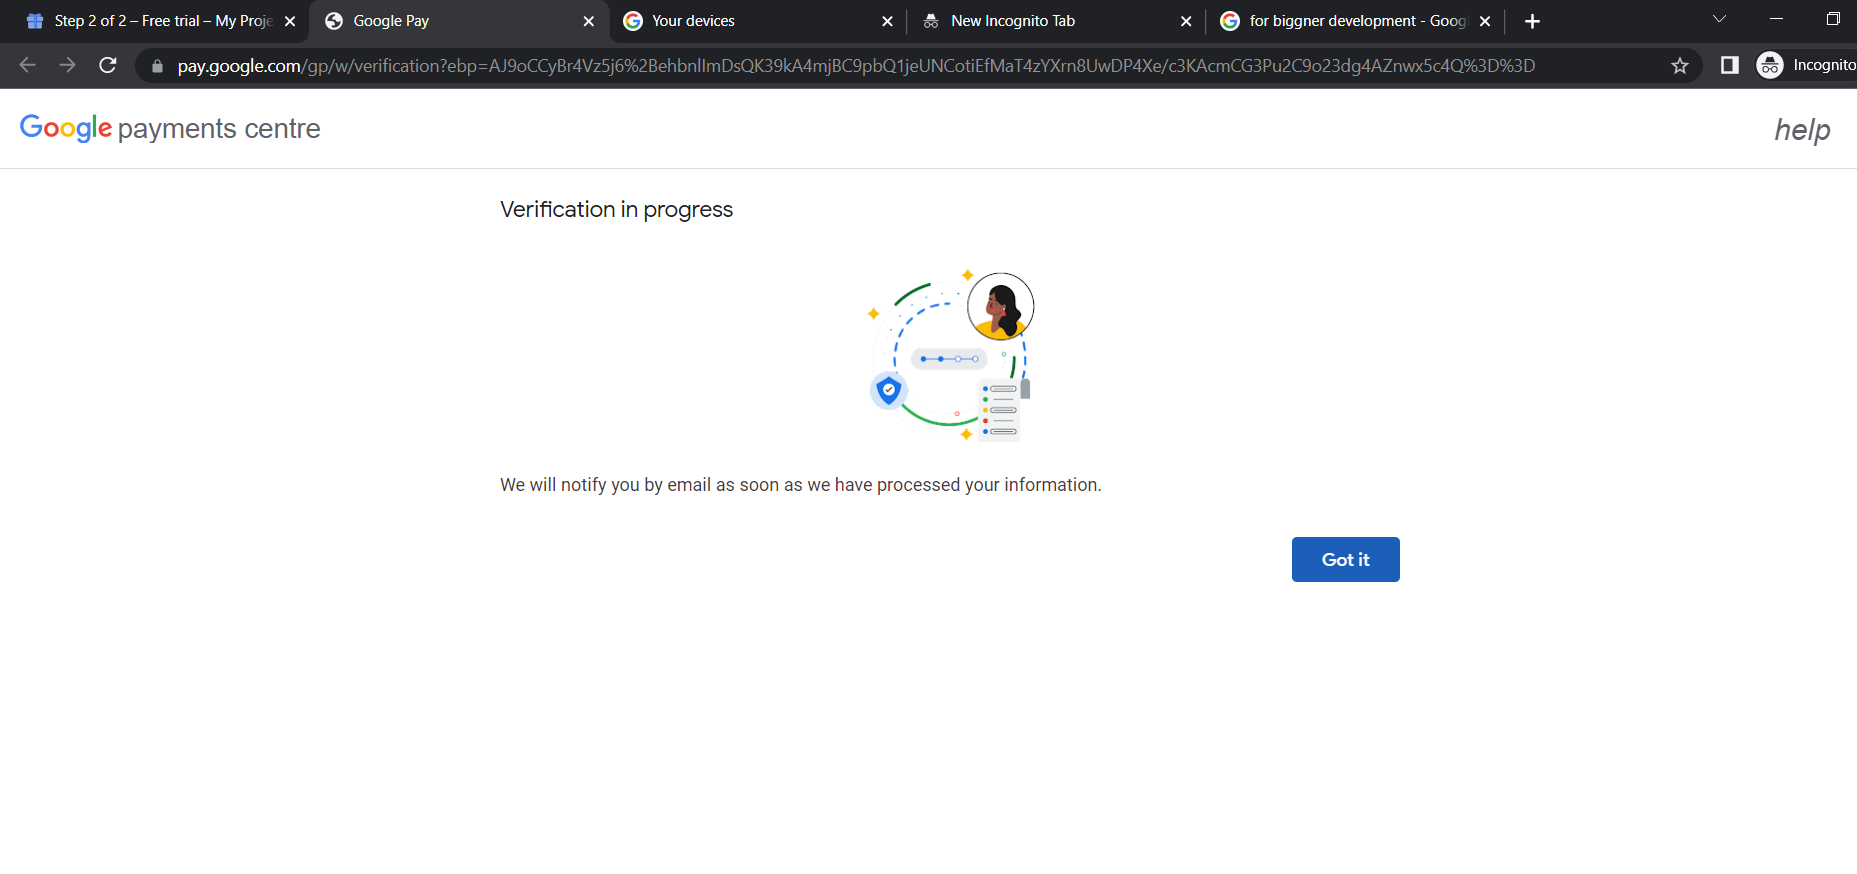 Step 2 of 2 – Free trial – My Proje
Google Pay
Your devices
New Incognito Tab
for biggner development - Goog
pay.google.com/gp/w/verification?ebp=AJ9oCCyBr4Vz5j6%2BehbnlImDsQK39kA4mjBC9pbQ1jeUNCotiEfMaT4zYXrn8UwDP4Xe/c3KAcmCG3Pu2C9o23dg4AZnwx5c4Q%3D%3D
Incognito
Google payments centre
help
Verification in progress
We will notify you by email as soon as we have processed your information.
Got it